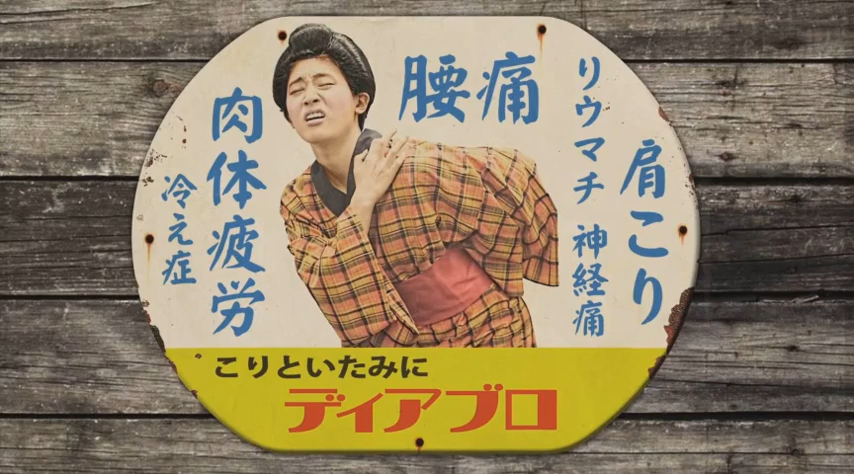 肩こり
リウマチ 神経痛
腰痛
肉体疲労
冷え症
こりといたみに
ディアブロ